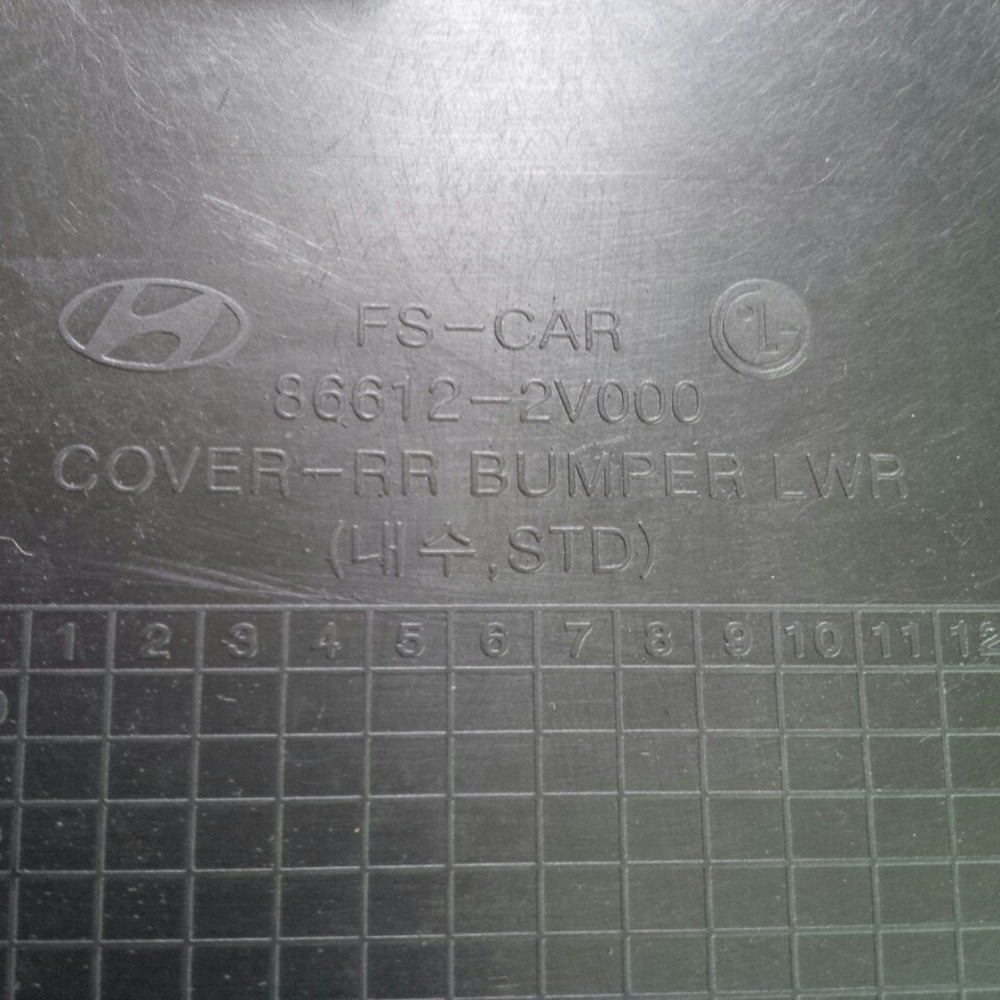 FS-CAR
86612-2V000
COVER-RR BUMPER LWR
(내수,STD)
1 2 3 4 5 6 7 8 9 10 11 12